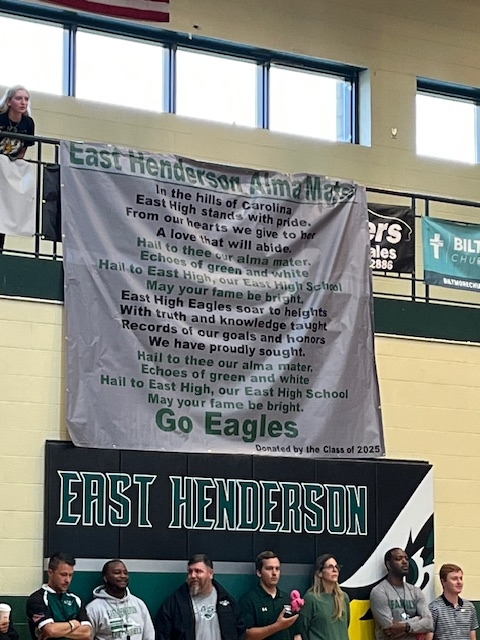 East Henderson Alma Mater
In the hills of Carolina
East High stands with pride.
From our hearts we give to her
A love that will abide.
Hail to thee our alma mater.
Echoes of green and white
Hail to East High, our East High School
May your fame be bright.
East High Eagles soar to heights
With truth and knowledge taught
Records of our goals and honors
We have proudly sought.
Hail to thee our alma mater.
Echoes of green and white
Hail to East High, our East High School
May your fame be bright.
Go Eagles
Donated by the Class of 2025
ers
ales
2886
BILT
CHUR
BILTMORECHUR
EAST HENDERSON
FAMILY